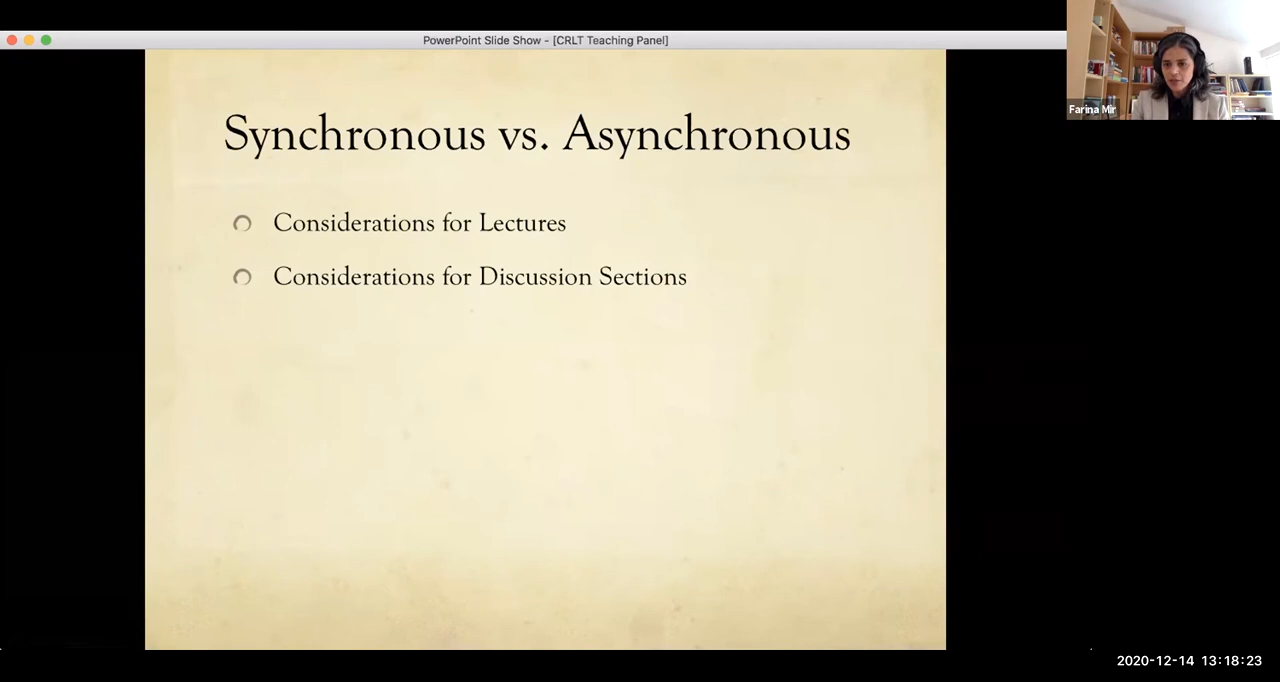 PowerPoint Slide Show - [CRLT Teaching Panel]
Farina Mir
Synchronous vs. Asynchronous
Considerations for Lectures
Considerations for Discussion Sections
2020-12-14 13:18:23